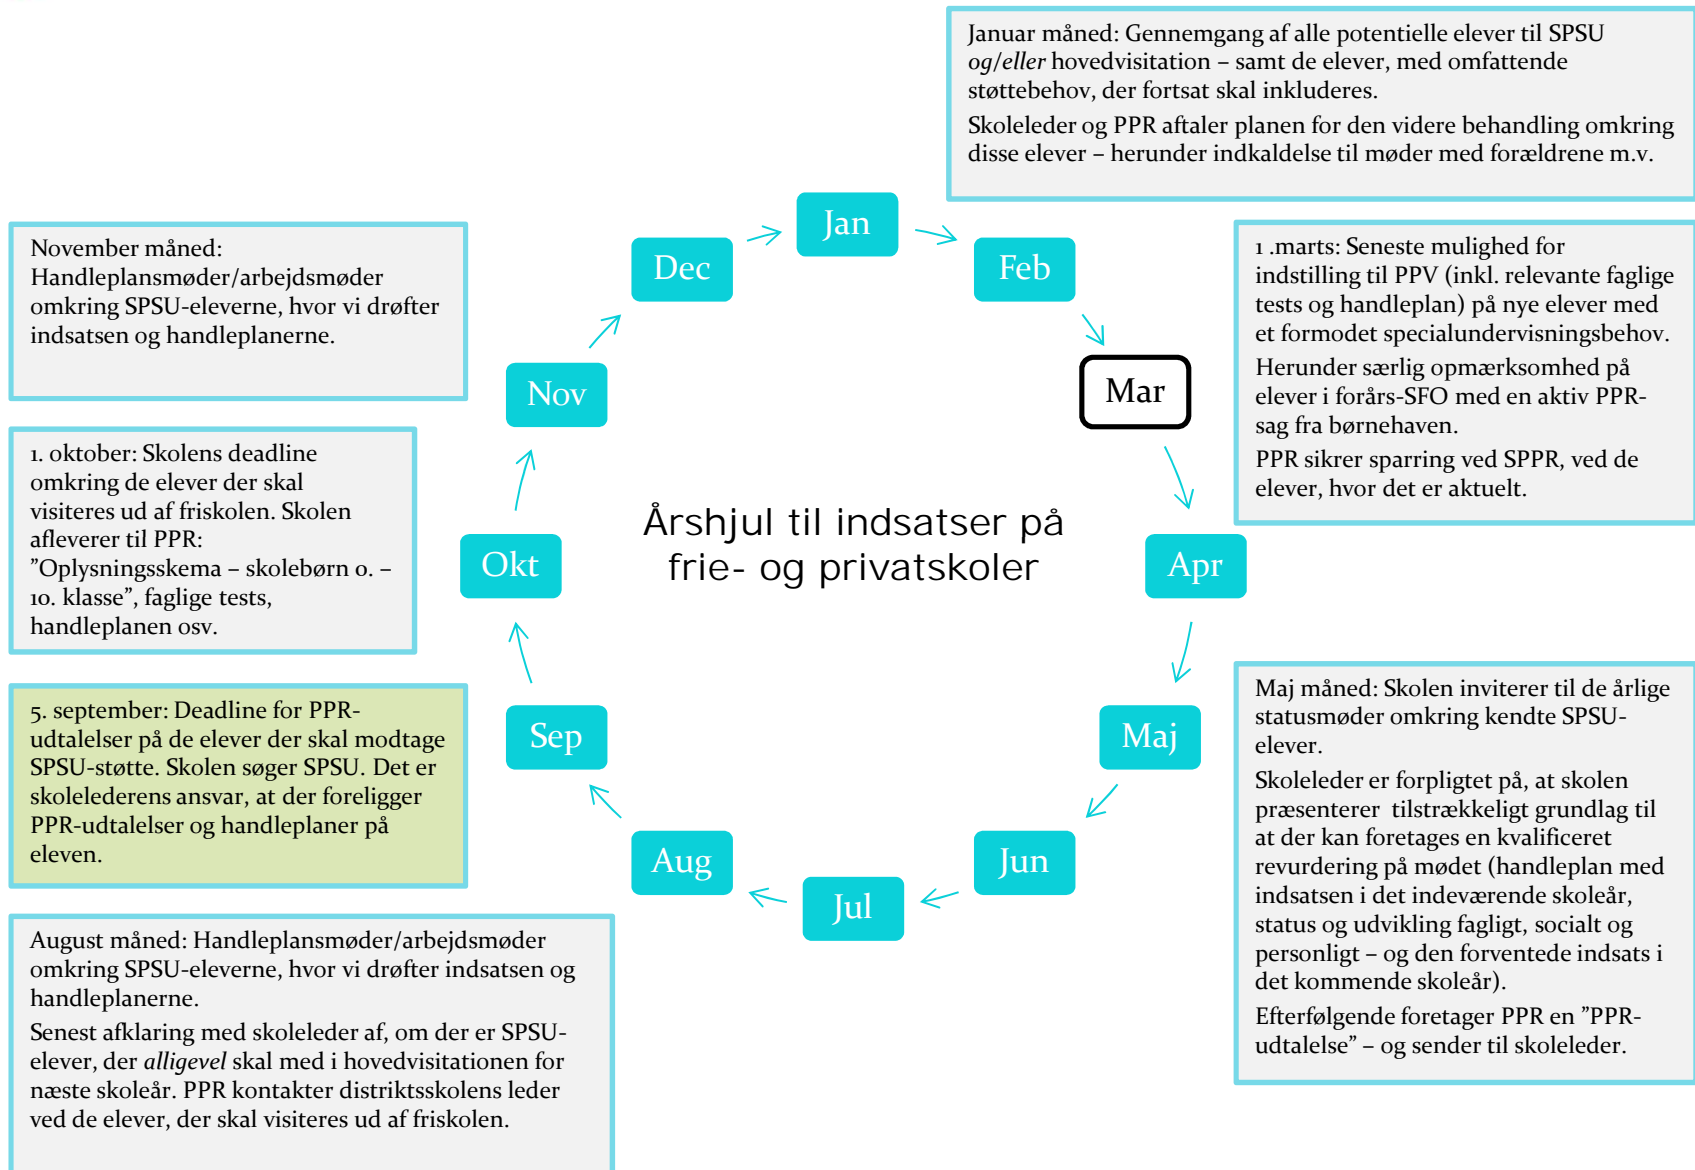 Januar måned: Gennemgang af alle potentielle elever til SPSU
og/eller hovedvisitation – samt de elever, med omfattende
støttebehov, der fortsat skal inkluderes.
Skoleleder og PPR aftaler planen for den videre behandling omkring
disse elever – herunder indkaldelse til møder med forældrene m.v.
1 .marts: Seneste mulighed for
indstilling til PPV (inkl. relevante faglige
tests og handleplan) på nye elever med
et formodet specialundervisningsbehov.
Herunder særlig opmærksomhed på
elever i forårs-SFO med en aktiv PPR-
sag fra børnehaven.
PPR sikrer sparring ved SPPR, ved de
elever, hvor det er aktuelt.
Maj måned: Skolen inviterer til de årlige
statusmøder omkring kendte SPSU-
elever.
Skoleleder er forpligtet på, at skolen
præsenterer  tilstrækkeligt grundlag til
at der kan foretages en kvalificeret
revurdering på mødet (handleplan med
indsatsen i det indeværende skoleår,
status og udvikling fagligt, socialt og
personligt – og den forventede indsats i
det kommende skoleår).
Efterfølgende foretager PPR en ”PPR-
udtalelse” – og sender til skoleleder.
August måned: Handleplansmøder/arbejdsmøder
omkring SPSU-eleverne, hvor vi drøfter indsatsen og
handleplanerne.
Senest afklaring med skoleleder af, om der er SPSU-
elever, der alligevel skal med i hovedvisitationen for
næste skoleår. PPR kontakter distriktsskolens leder
ved de elever, der skal visiteres ud af friskolen.
5. september: Deadline for PPR-
udtalelser på de elever der skal modtage
SPSU-støtte. Skolen søger SPSU. Det er
skolelederens ansvar, at der foreligger
PPR-udtalelser og handleplaner på
eleven.
1. oktober: Skolens deadline
omkring de elever der skal
visiteres ud af friskolen. Skolen
afleverer til PPR:
”Oplysningsskema – skolebørn 0. –
10. klasse”, faglige tests,
handleplanen osv.
November måned:
Handleplansmøder/arbejdsmøder
omkring SPSU-eleverne, hvor vi drøfter
indsatsen og handleplanerne.
Jan
Feb
Mar
Apr
Maj
Jun
Jul
Aug
Sep
Okt
Nov
Dec
Årshjul til indsatser på
frie- og privatskoler